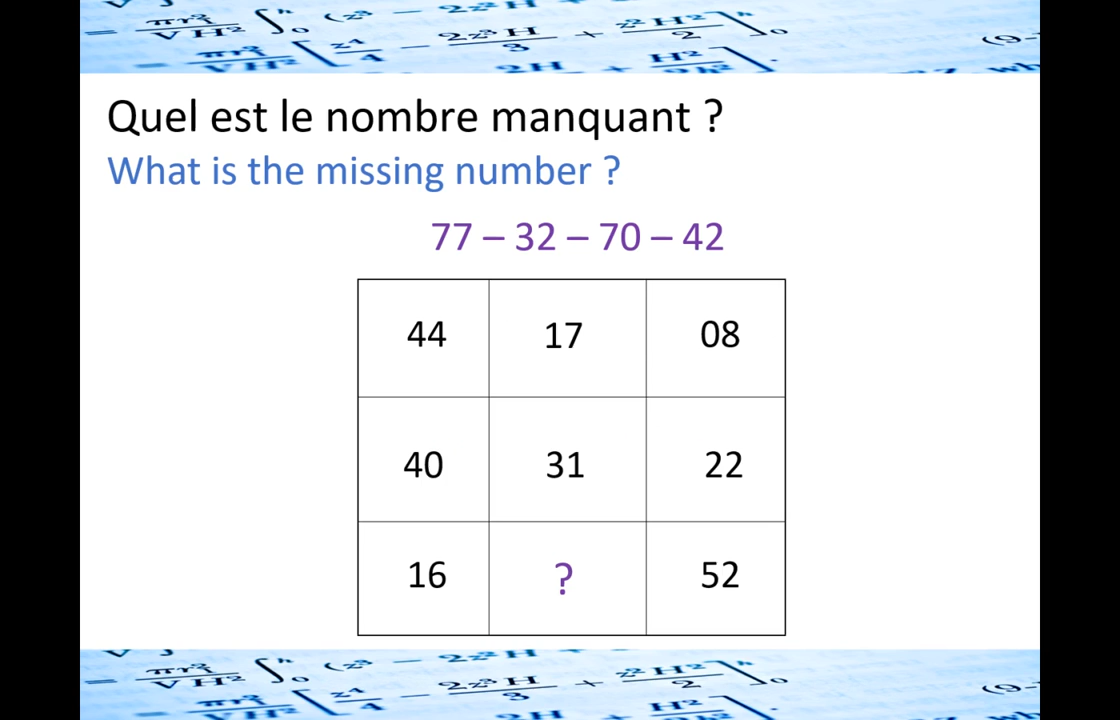 Quel est le nombre manquant ?
What is the missing number ?
77 – 32 – 70 – 42
44 17 08
40 31 22
16 ? 52